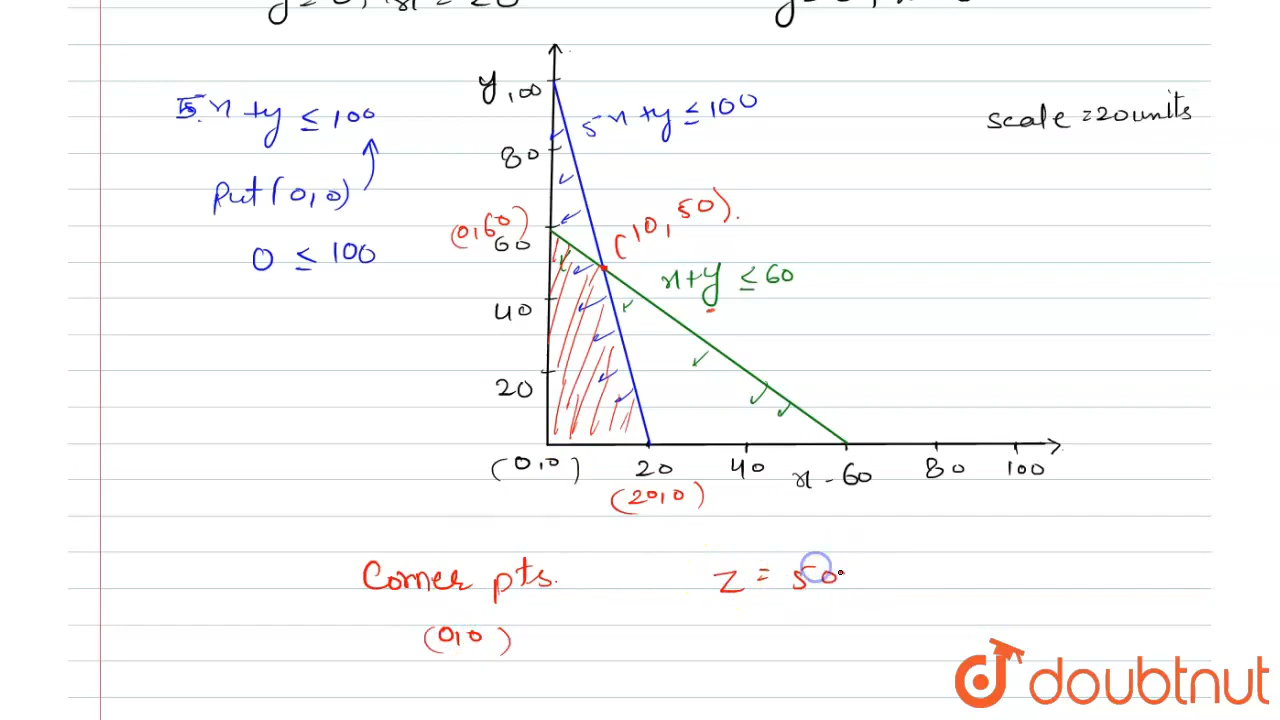 y,100
5x+y ≤ 100
5x+y ≤ 100
scale = 20 units
80
Put (0,0)
(0,60)
60
(10, 50).
0 ≤ 100
x+y ≤ 60
40
20
(0,0) 20 40 x - 60 80 100
(20,0)
Corner pts. Z = 50
(0,0)
doubtnut